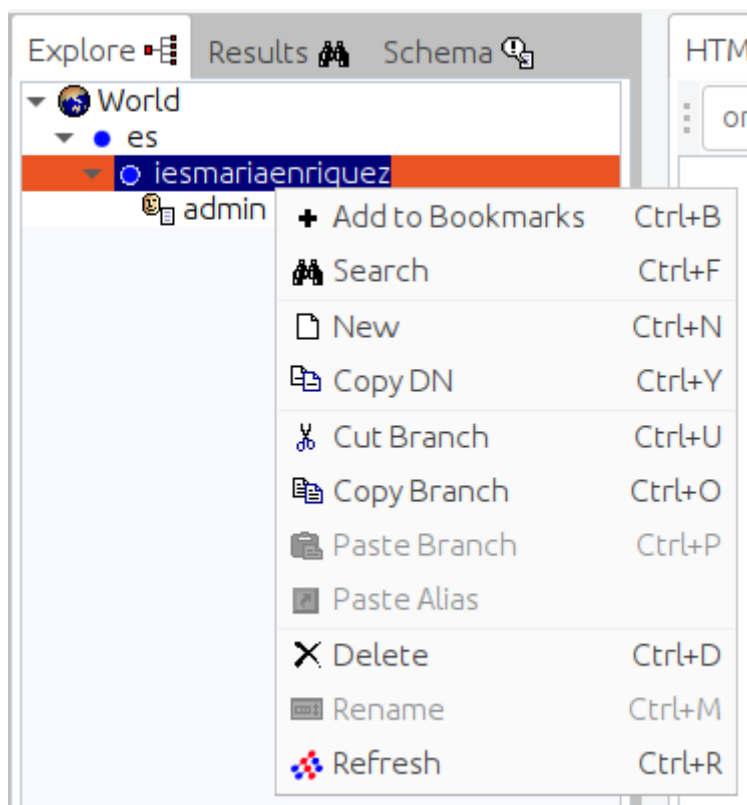 Explore Results Schema HTM
World
es
iesmariaenriquez
admin
Add to Bookmarks Ctrl+B
Search Ctrl+F
New Ctrl+N
Copy DN Ctrl+Y
Cut Branch Ctrl+U
Copy Branch Ctrl+O
Paste Branch Ctrl+P
Paste Alias
Delete Ctrl+D
Rename Ctrl+M
Refresh Ctrl+R